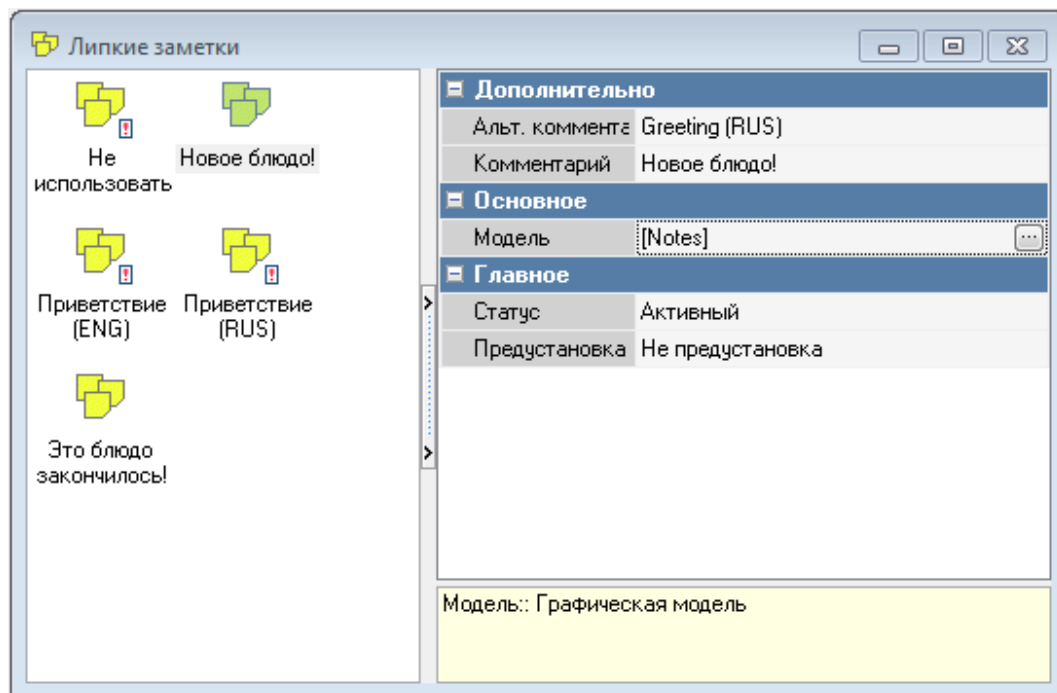 Липкие заметки
Не
использовать
Новое блюдо!
Приветствие
(ENG)
Приветствие
(RUS)
Это блюдо
закончилось!
Дополнительно
Альт. коммента Greeting (RUS)
Комментарий Новое блюдо!
Основное
Модель [Notes] ...
Главное
Статус Активный
Предустановка Не предустановка
Модель:: Графическая модель